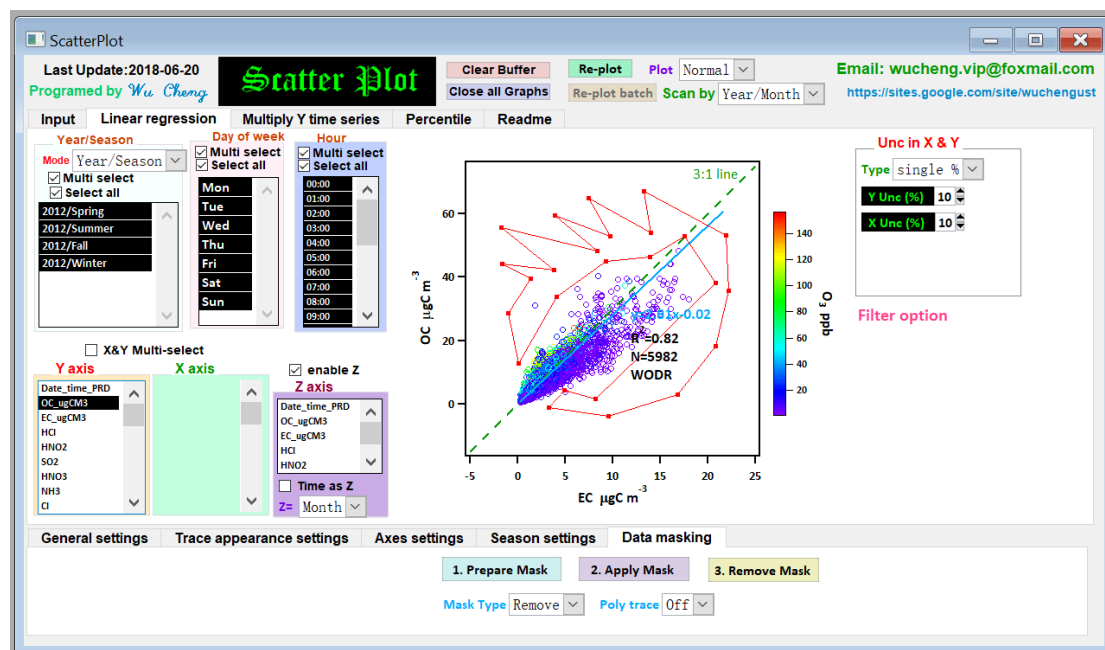 ScatterPlot
Last Update:2018-06-20
Programed by Wu Cheng
Scatter Plot
Clear Buffer
Close all Graphs
Re-plot
Plot Normal
Re-plot batch
Scan by Year/Month
Email: wucheng.vip@foxmail.com
https://sites.google.com/site/wuchengust
Input Linear regression Multiply Y time series Percentile Readme
Year/Season
Mode Year/Season
Multi select
Select all
2012/Spring
2012/Summer
2012/Fall
2012/Winter
Day of week
Multi select
Select all
Mon
Tue
Wed
Thu
Fri
Sat
Sun
Hour
Multi select
Select all
00:00
01:00
02:00
03:00
04:00
05:00
06:00
07:00
08:00
09:00
X&Y Multi-select
Y axis
Date_time_PRD
OC_ugCM3
EC_ugCM3
HCl
HNO2
SO2
HNO3
NH3
Cl
X axis
enable Z
Z axis
Date_time_PRD
OC_ugCM3
EC_ugCM3
HCl
HNO2
Time as Z
Z= Month
3:1 line
60
40
20
0
OC µgC m-3
-5 0 5 10 15 20 25
EC µgC m-3
R2=0.82
N=5982
WODR
140
120
100
80
60
40
20
O3 ppb
Unc in X & Y
Type single %
Y Unc (%) 10
X Unc (%) 10
Filter option
General settings Trace appearance settings Axes settings Season settings Data masking
1. Prepare Mask 2. Apply Mask 3. Remove Mask
Mask Type Remove Poly trace Off